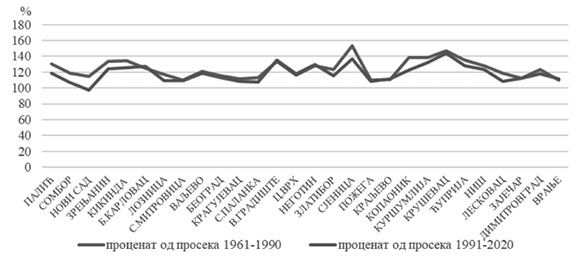 %
180
160
140
120
100
80
60
40
20
0
ПАЛИЋ
СОМБОР
НОВИ САД
ЗРЕЊАНИН
КИКИНДА
Б.КАРЛОВАЦ
ЛОЗНИЦА
С.МИТРОВИЦА
ВАЉЕВО
БЕОГРАД
КРАГУЈЕВАЦ
С.ПАЛАНКА
В.ГРАДИШТЕ
Ц.ВРХ
НЕГОТИН
ЗЛАТИБОР
СЈЕНИЦА
ПОЖЕГА
КРАЉЕВО
КОПАОНИК
КУРШУМЛИЈА
КРУШЕВАЦ
ЋУПРИЈА
НИШ
ЛЕСКОВАЦ
ЗАЈЕЧАР
ДИМИТРОВГРАД
ВРАЊЕ
проценат од просека 1961-1990
проценат од просека 1991-2020